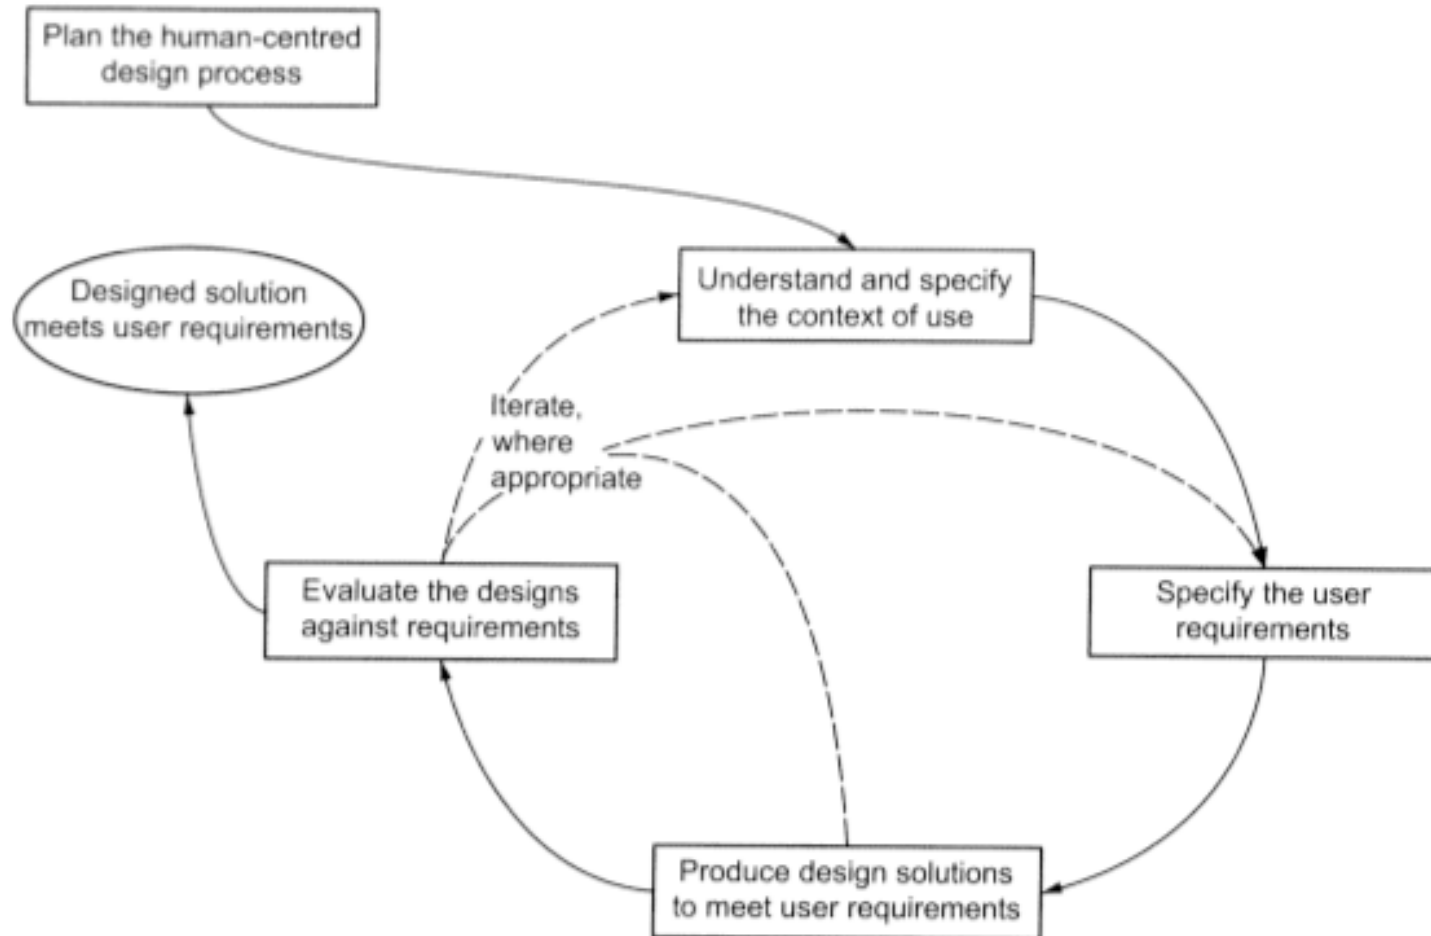 Plan the human-centred
design process
Understand and specify
the context of use
Designed solution
meets user requirements
Iterate,
where
appropriate
Evaluate the designs
against requirements
Specify the user
requirements
Produce design solutions
to meet user requirements